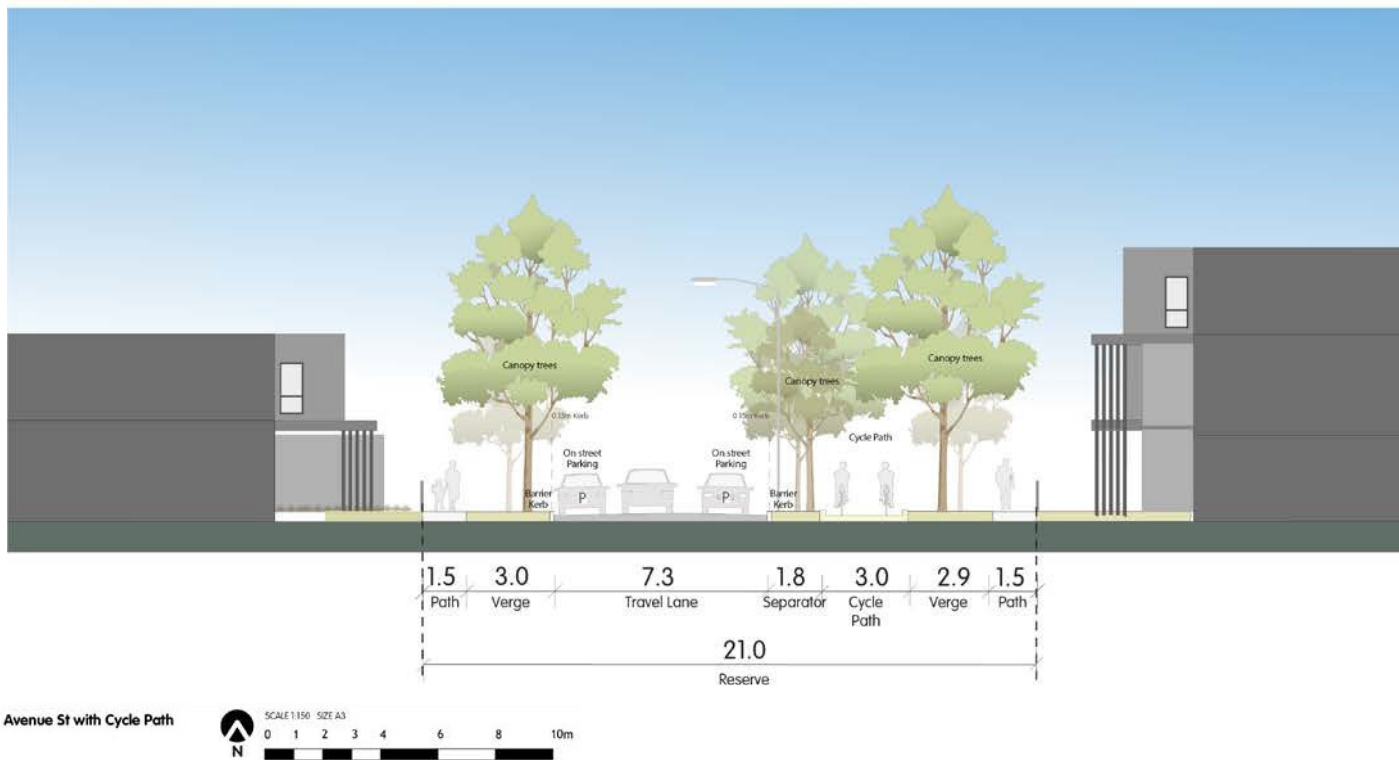 Canopy trees
Canopy trees
Canopy trees
0.15m Kerb
0.15m Kerb
Cycle Path
On street
Parking
On street
Parking
P
P
Barrier
Kerb
Barrier
Kerb
1.5
3.0
7.3
1.8
3.0
2.9
1.5
Path
Verge
Travel Lane
Separator
Cycle
Path
Verge
Path
21.0
Reserve
Avenue St with Cycle Path
N
SCALE 1:150 SIZE A3
0 1 2 3 4 6 8 10m